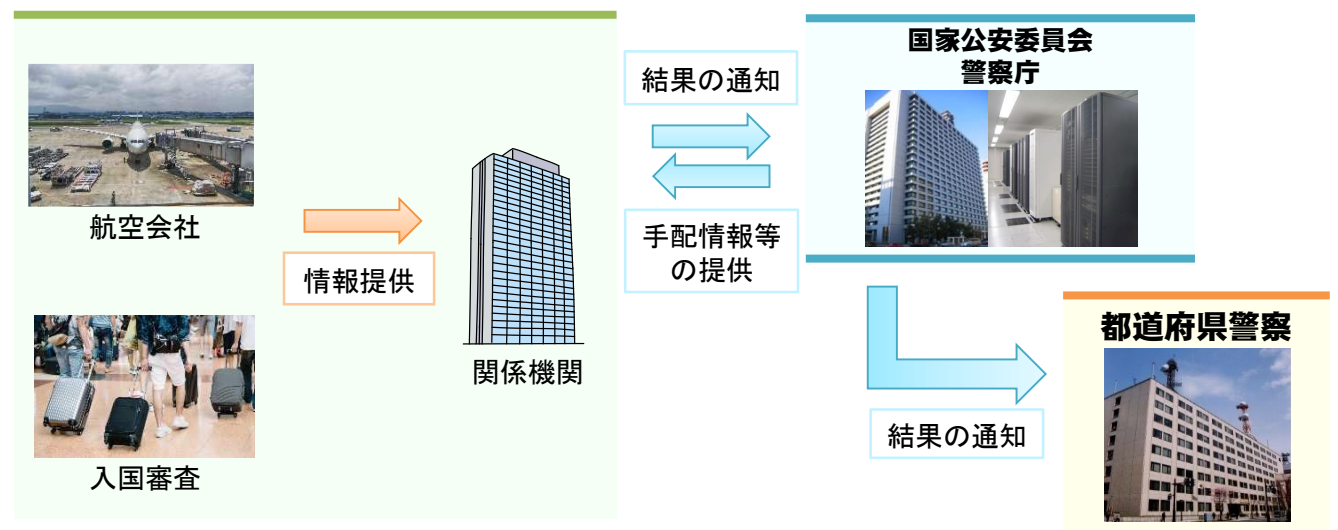 航空会社
入国審査
情報提供
関係機関
結果の通知
手配情報等
の提供
国家公安委員会
警察庁
結果の通知
都道府県警察